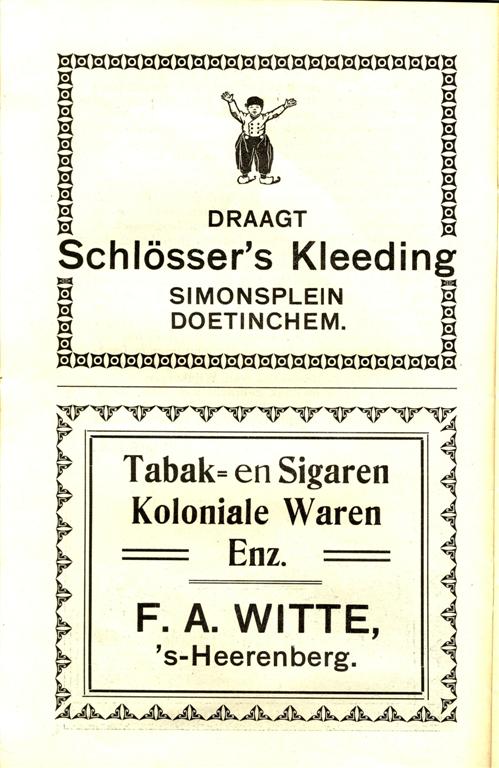 DRAAGT
Schlösser's Kleeding
SIMONSPLEIN
DOETINCHEM.
Tabak= en Sigaren
Koloniale Waren
Enz.
F. A. WITTE,
's-Heerenberg.